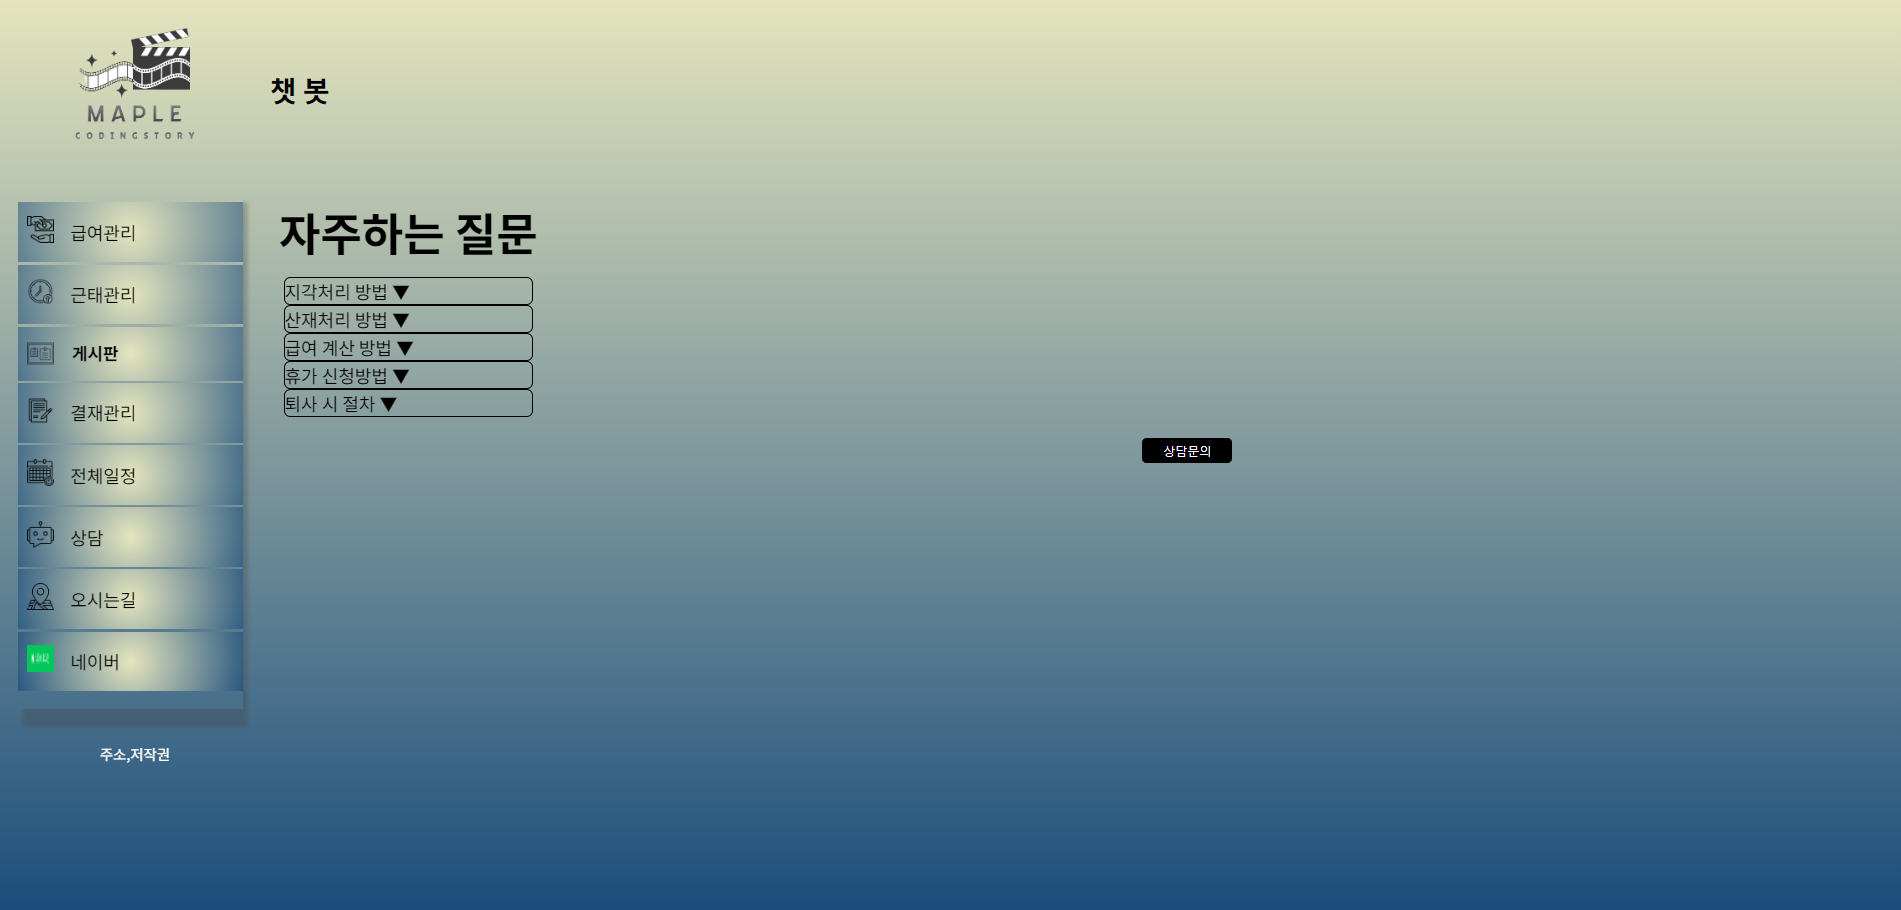 MAPLE
CODINGSTORY
챗 봇
급여관리
근태관리
게시판
결재관리
전체일정
상담
오시는길
네이버
주소,저작권
자주하는 질문
지각처리 방법 ▼
산재처리 방법 ▼
급여 계산 방법 ▼
휴가 신청방법 ▼
퇴사 시 절차 ▼
상담문의